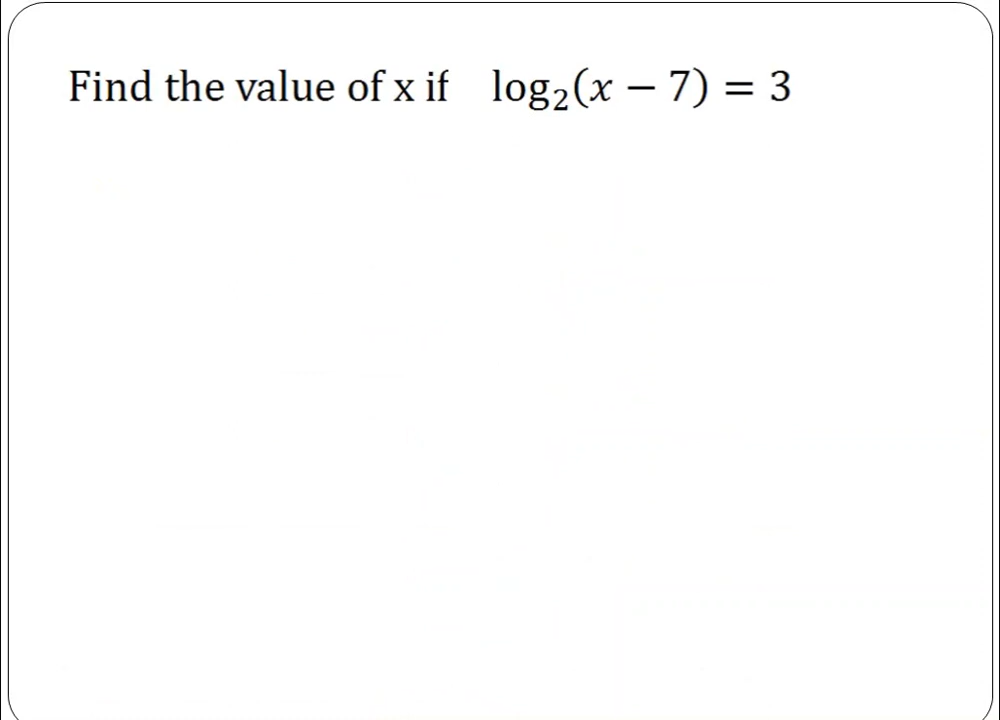 Find the value of x if log₂(x − 7) = 3